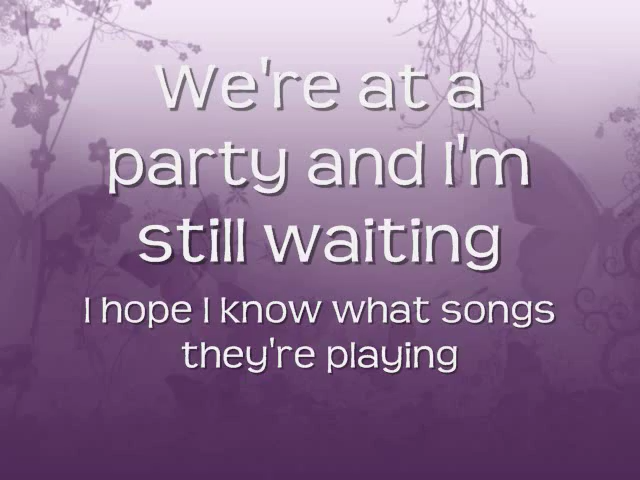 We're at a
party and I'm
still waiting
I hope I know what songs
they're playing